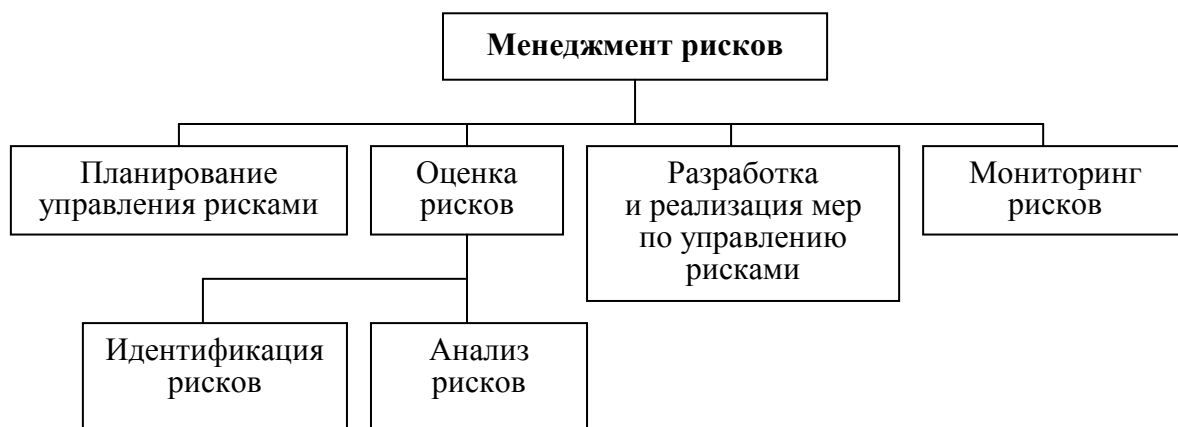 Менеджмент рисков
Планирование
управления рисками
Оценка
рисков
Разработка
и реализация мер
по управлению
рисками
Мониторинг
рисков
Идентификация
рисков
Анализ
рисков